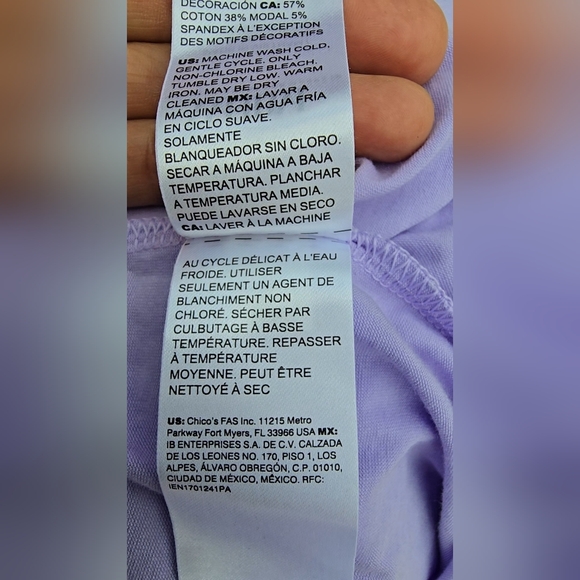 DECORACIÓN CA: 57%
COTON 38% MODAL 5%
SPANDEX À L'EXCEPTION
DES MOTIFS DÉCORATIFS
US: MACHINE WASH COLD,
GENTLE CYCLE. ONLY
NON-CHLORINE BLEACH.
TUMBLE DRY LOW. WARM
IRON. MAY BE DRY
CLEANED MX: LAVAR A
MÁQUINA CON AGUA FRÍA
EN CICLO SUAVE.
SOLAMENTE
BLANQUEADOR SIN CLORO.
SECAR A MÁQUINA A BAJA
TEMPERATURA. PLANCHAR
A TEMPERATURA MEDIA.
PUEDE LAVARSE EN SECO
CA: LAVER À LA MACHINE
AU CYCLE DÉLICAT À L'EAU
FROIDE. UTILISER
SEULEMENT UN AGENT DE
BLANCHIMENT NON
CHLORÉ. SÉCHER PAR
CULBUTAGE À BASSE
TEMPÉRATURE. REPASSER
À TEMPÉRATURE
MOYENNE. PEUT ÊTRE
NETTOYÉ À SEC
US: Chico's FAS Inc. 11215 Metro
Parkway Fort Myers, FL 33966 USA MX:
IB ENTERPRISES S.A. DE C.V. CALZADA
DE LOS LEONES NO. 170, PISO 1, LOS
ALPES, ÁLVARO OBREGÓN, C.P. 01010,
CIUDAD DE MÉXICO, MÉXICO. RFC:
IEN1701241PA